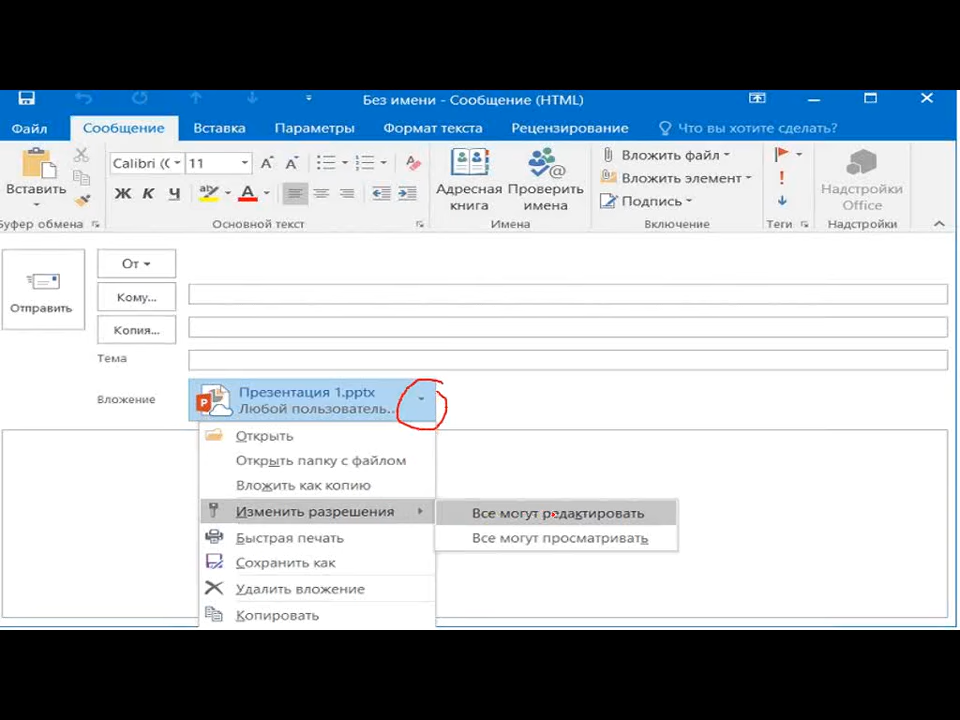 Без имени - Сообщение (HTML)
Файл Сообщение Вставка Параметры Формат текста Рецензирование Что вы хотите сделать?
Calibri (С 11 Вложить файл
Вставить Адресная книга Проверить имена Вложить элемент Надстройки Office
Ж К Ч Подпись
Буфер обмена Основной текст Имена Включение Теги Надстройки
От
Отправить
Кому...
Копия...
Тема
Вложение
Презентация 1.pptx
Любой пользователь...
Открыть
Открыть папку с файлом
Вложить как копию
Изменить разрешения
Все могут редактировать
Все могут просматривать
Быстрая печать
Сохранить как
Удалить вложение
Копировать